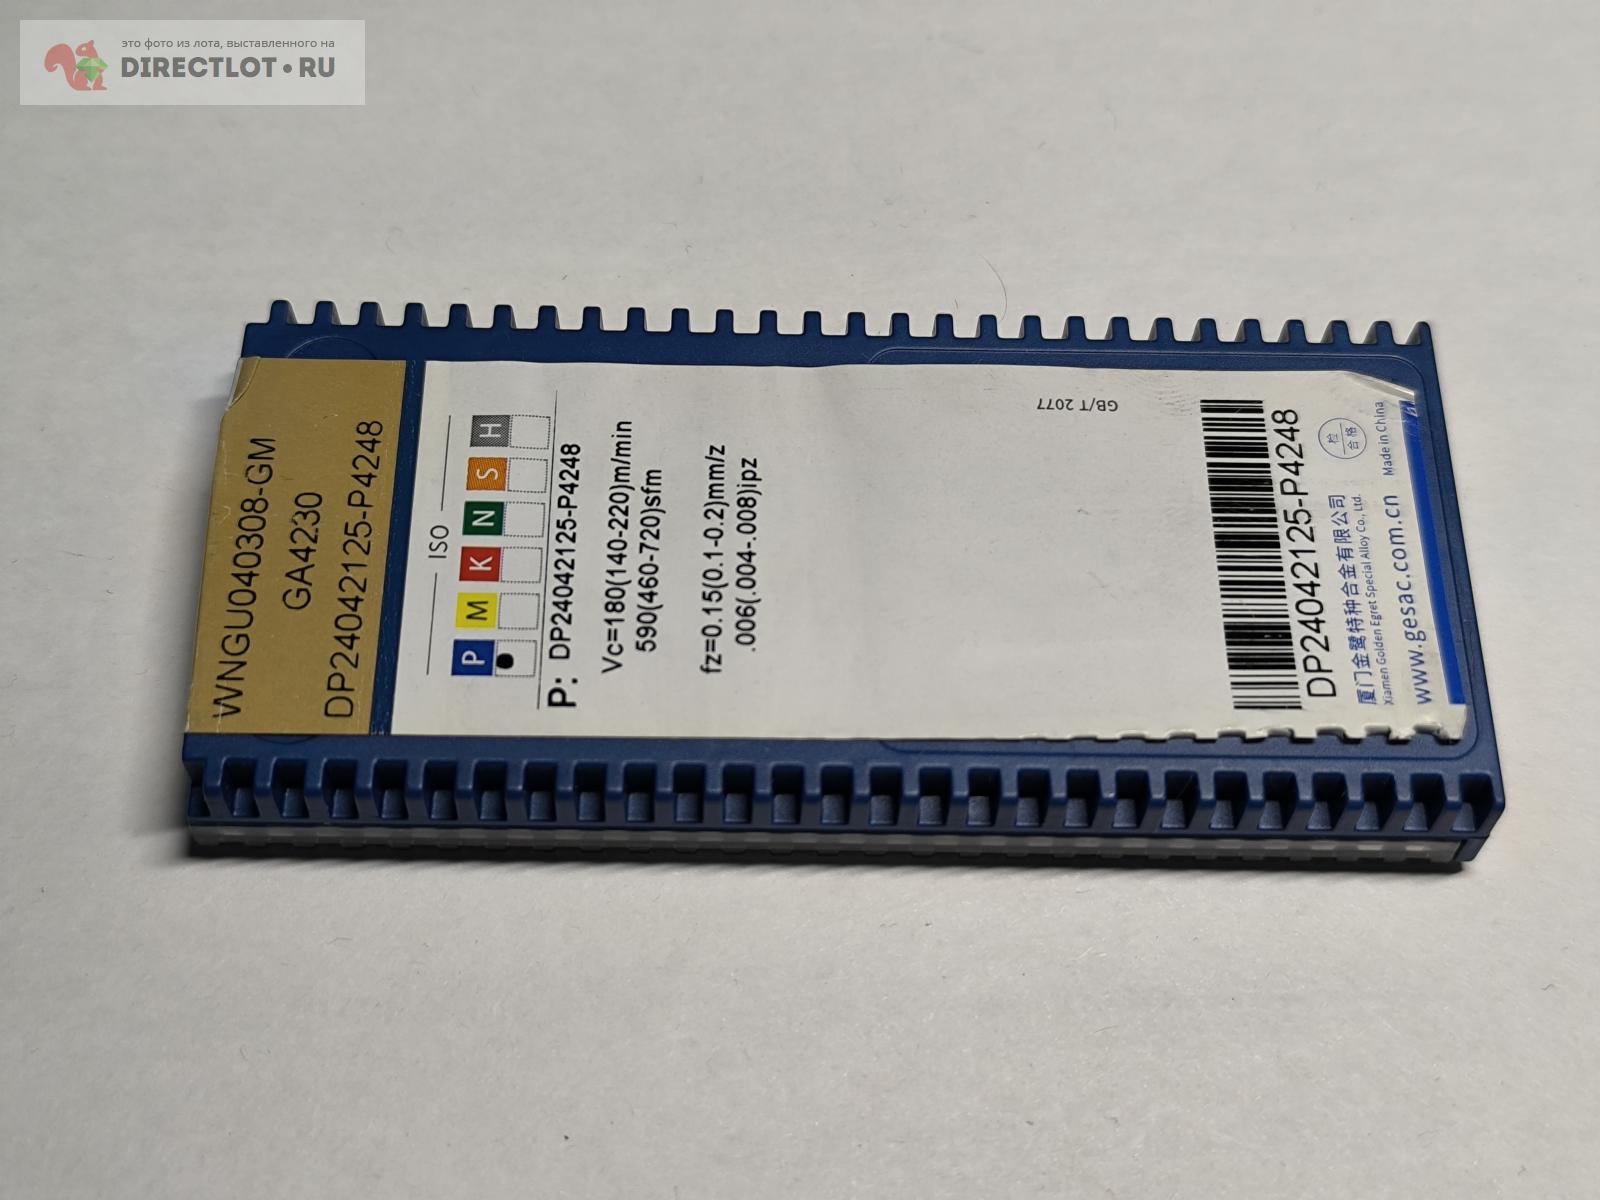 это фото из лота, выставленного на
DIRECTLOT•RU
WNGU040308-GM
GA4230
DP24042125-P4248
ISO
P M K N S H
P: DP24042125-P4248
Vc=180(140-220)m/min
590(460-720)sfm
fz=0.15(0.1-0.2)mm/z
.006(.004-.008)ipz
GB/T 2077
DP24042125-P4248
厦门金鹭特种合金有限公司
Xiamen Golden Egret Special Alloy Co., Ltd.
www.gesac.com.cn
Made in China
检
合格